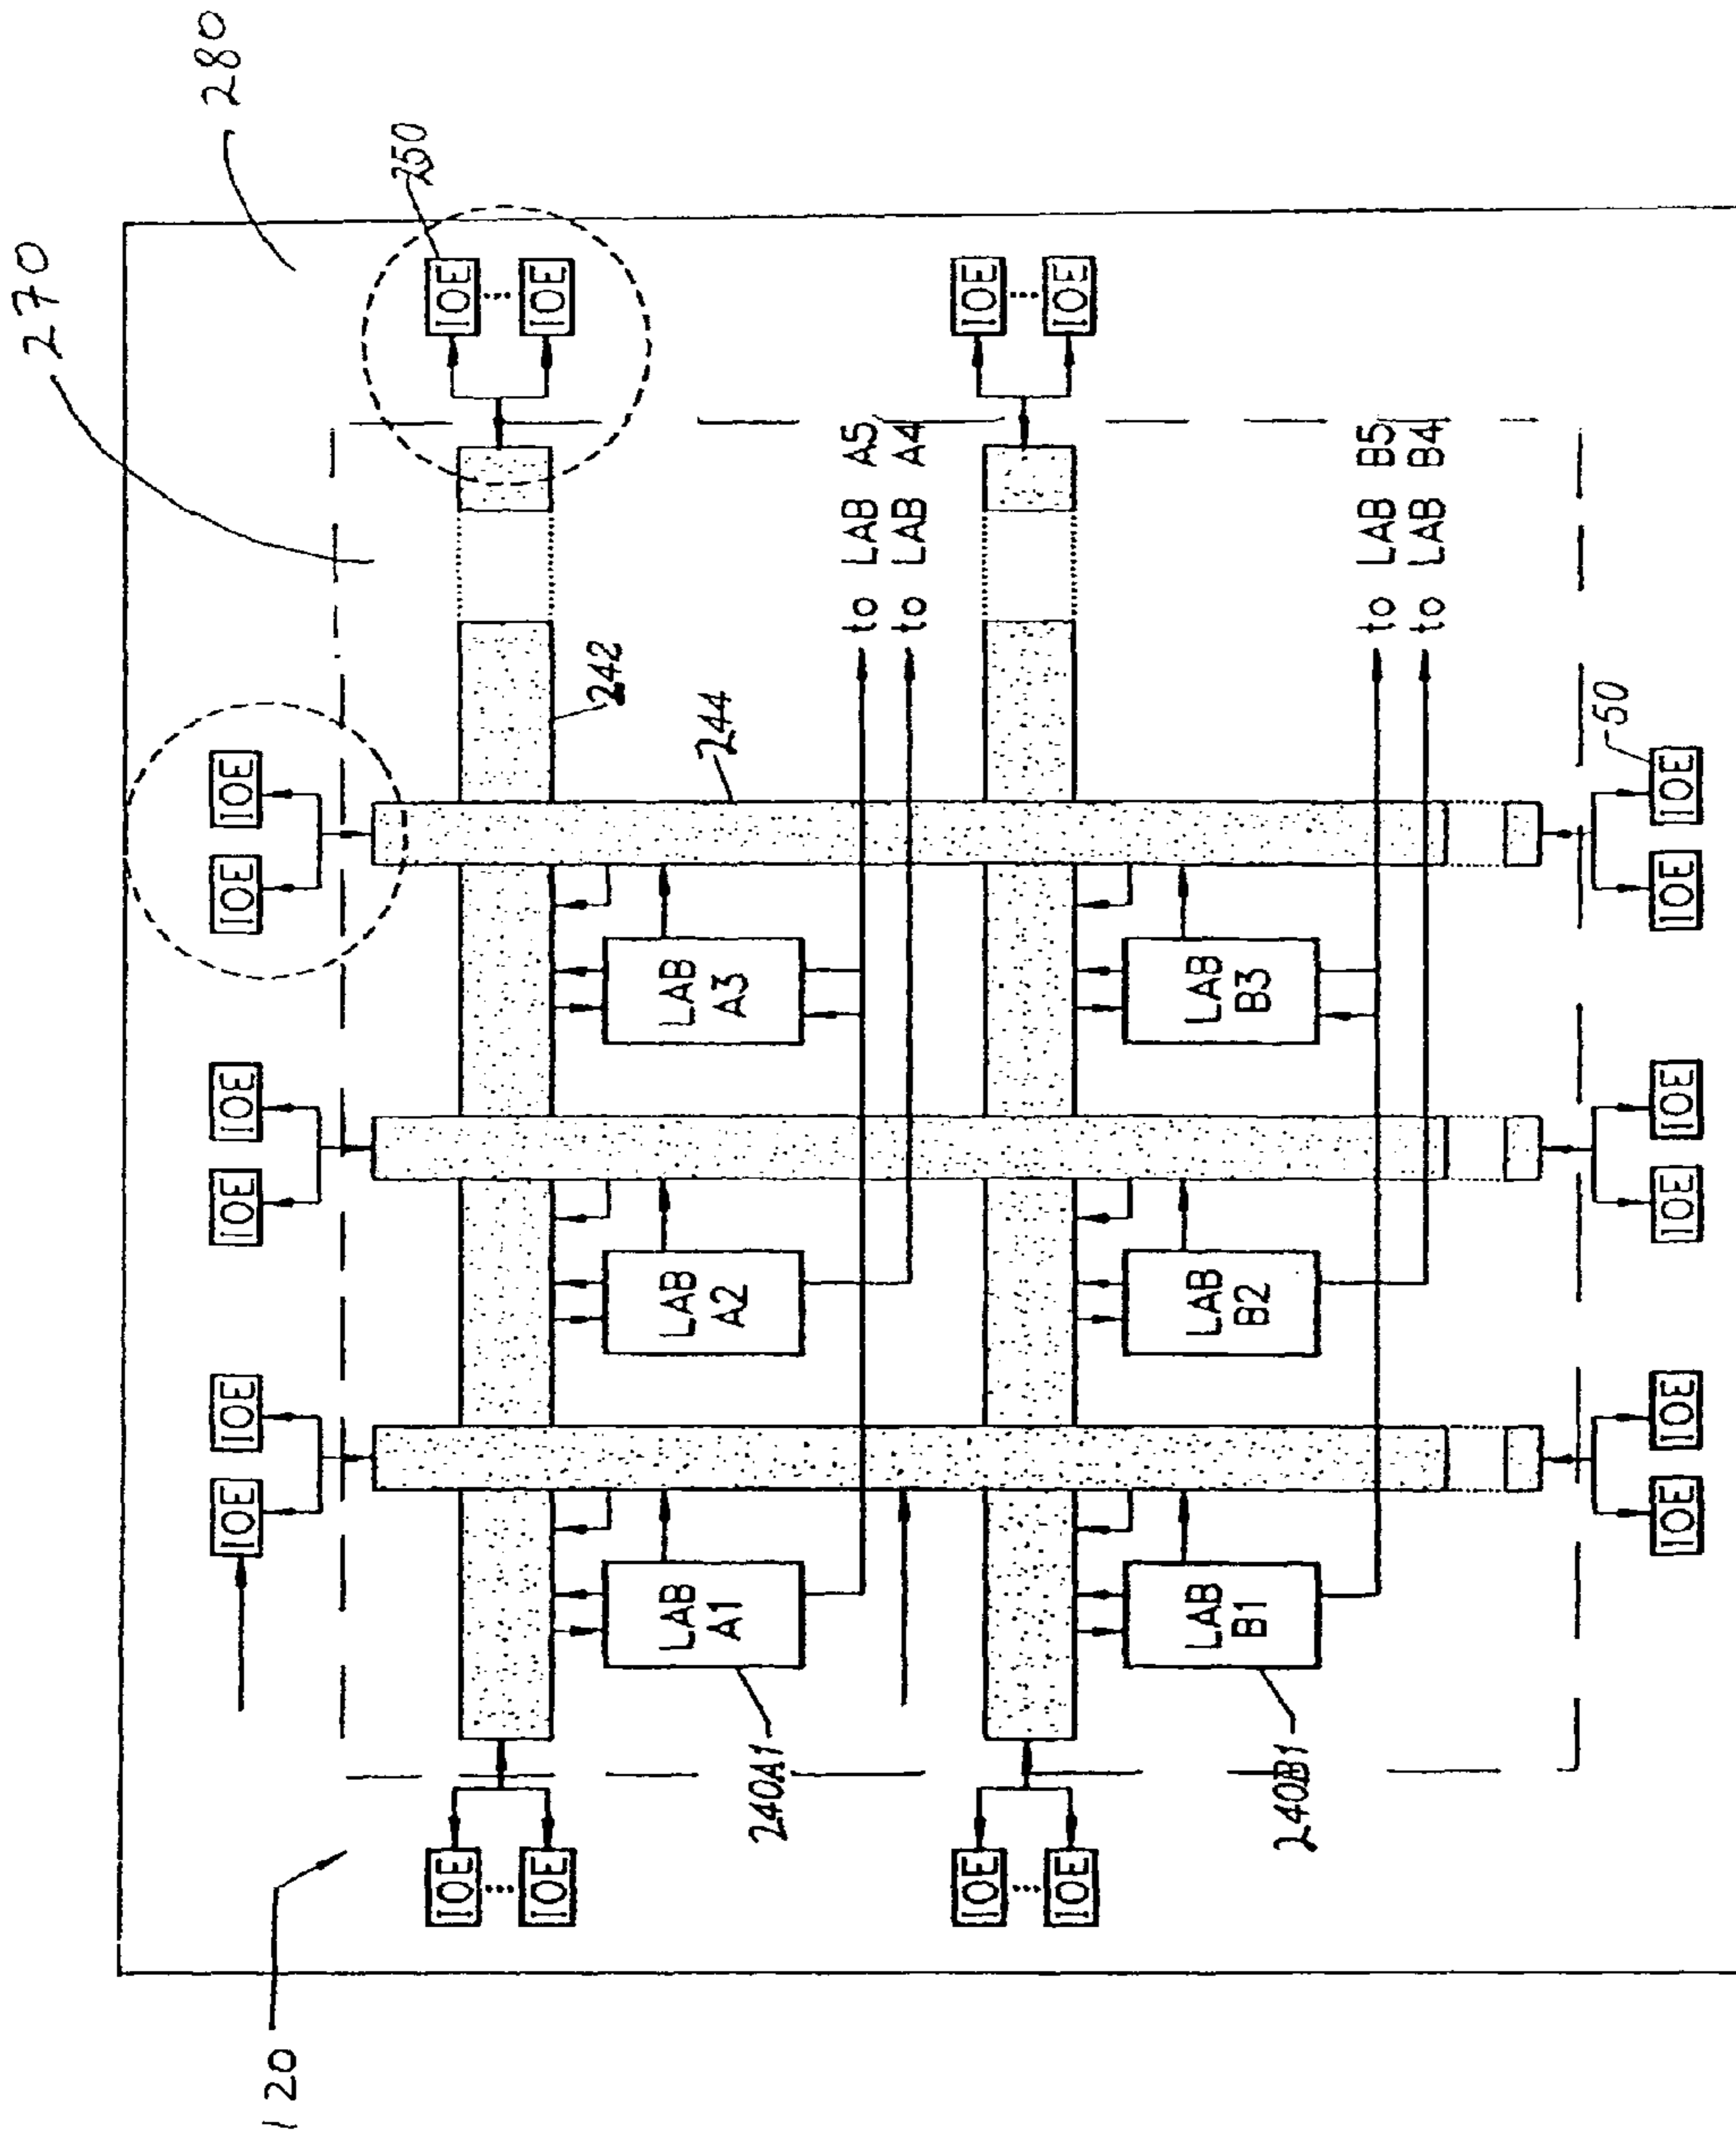 120
270
280
IOE
IOE
IOE
IOE
IOE
IOE
250
IOE
IOE
IOE
IOE
242
LAB
A1
LAB
A2
LAB
A3
244
240A1
to LAB A5
to LAB A4
IOE
IOE
IOE
IOE
LAB
B1
LAB
B2
LAB
B3
240B1
to LAB B5
to LAB B4
50
IOE
IOE
IOE
IOE
IOE
IOE